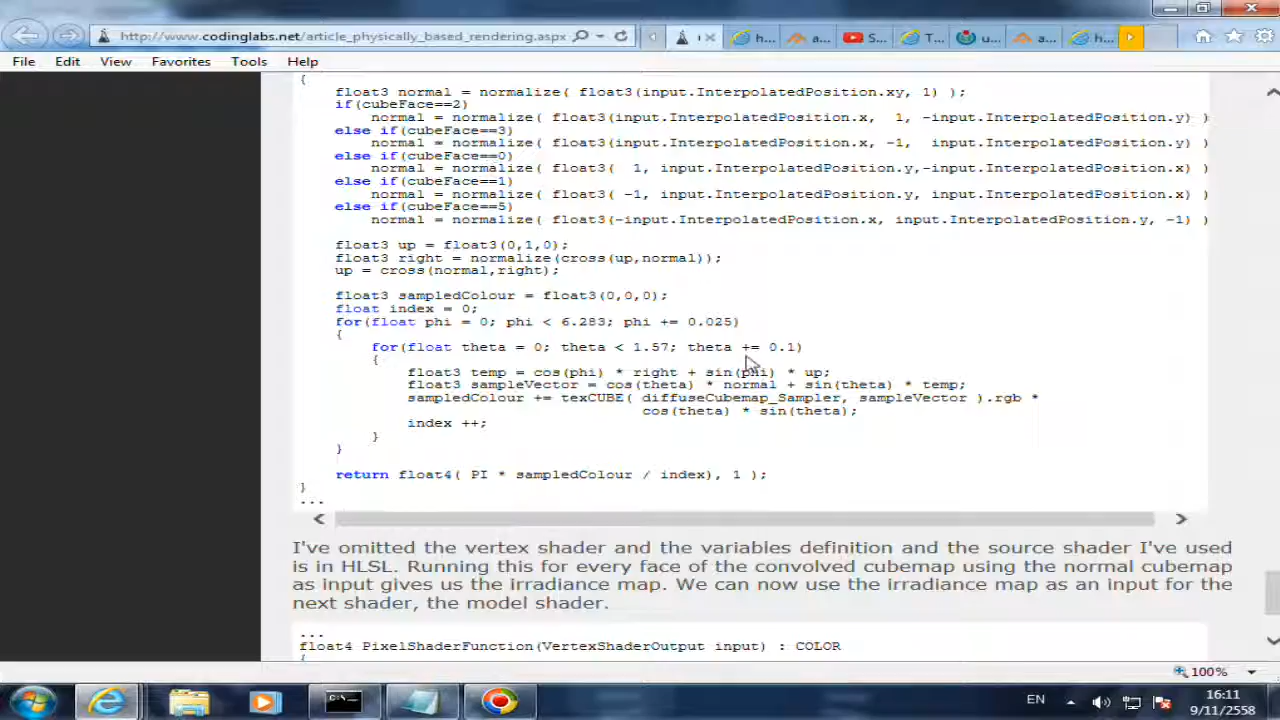 http://www.codinglabs.net/article_physically_based_rendering.aspx
h...
a...
S...
T...
u...
a...
h...
File Edit View Favorites Tools Help
{
float3 normal = normalize( float3(input.InterpolatedPosition.xy, 1) );
if(cubeFace==2)
normal = normalize( float3(input.InterpolatedPosition.x, 1, -input.InterpolatedPosition.y) )
else if(cubeFace==3)
normal = normalize( float3(input.InterpolatedPosition.x, -1, input.InterpolatedPosition.y) )
else if(cubeFace==0)
normal = normalize( float3( 1, input.InterpolatedPosition.y,-input.InterpolatedPosition.x) )
else if(cubeFace==1)
normal = normalize( float3( -1, input.InterpolatedPosition.y, input.InterpolatedPosition.x) )
else if(cubeFace==5)
normal = normalize( float3(-input.InterpolatedPosition.x, input.InterpolatedPosition.y, -1) )
float3 up = float3(0,1,0);
float3 right = normalize(cross(up,normal));
up = cross(normal,right);
float3 sampledColour = float3(0,0,0);
float index = 0;
for(float phi = 0; phi < 6.283; phi += 0.025)
{
for(float theta = 0; theta < 1.57; theta += 0.1)
{
float3 temp = cos(phi) * right + sin(phi) * up;
float3 sampleVector = cos(theta) * normal + sin(theta) * temp;
sampledColour += texCUBE( diffuseCubemap_Sampler, sampleVector ).rgb *
cos(theta) * sin(theta);
index ++;
}
}
return float4( PI * sampledColour / index), 1 );
}
...
I've omitted the vertex shader and the variables definition and the source shader I've used
is in HLSL. Running this for every face of the convolved cubemap using the normal cubemap
as input gives us the irradiance map. We can now use the irradiance map as an input for the
next shader, the model shader.
...
float4 PixelShaderFunction(VertexShaderOutput input) : COLOR
{
100%
EN
16:11
9/11/2558